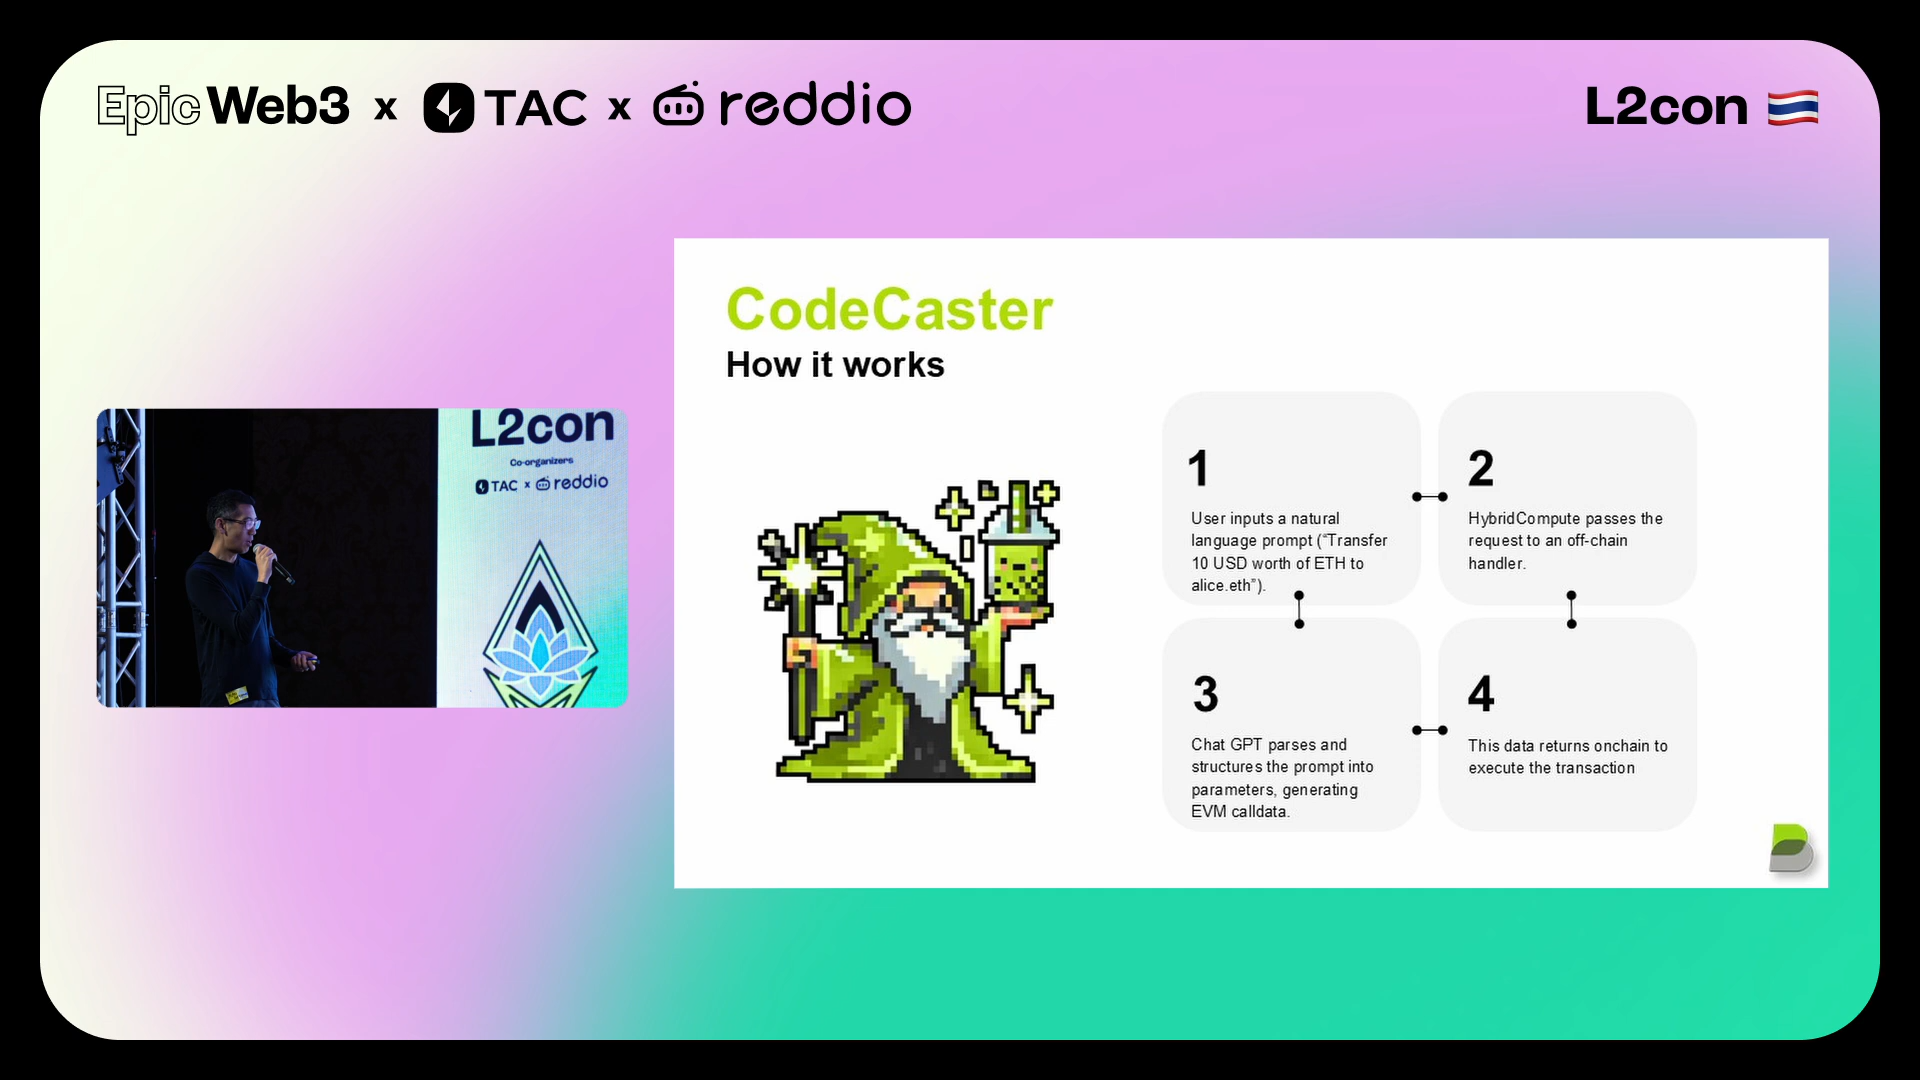 Epic Web3 x TAC x reddio
L2con
L2con
Co-organizers
TAC x reddio
CodeCaster
How it works
1
User inputs a natural
language prompt (“Transfer
10 USD worth of ETH to
alice.eth”).
2
HybridCompute passes the
request to an off-chain
handler.
3
Chat GPT parses and
structures the prompt into
parameters, generating
EVM calldata.
4
This data returns onchain to
execute the transaction